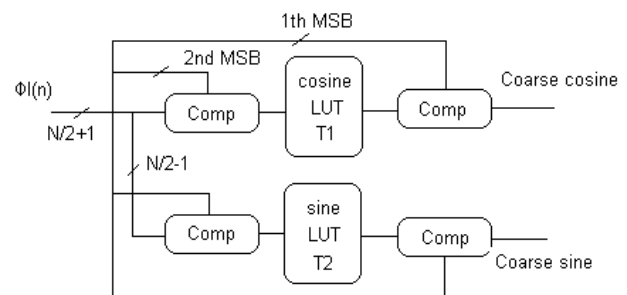 1th MSB
2nd MSB
ΦI(n)
N/2+1
Comp
cosine
LUT
T1
Comp
Coarse cosine
N/2-1
Comp
sine
LUT
T2
Comp
Coarse sine